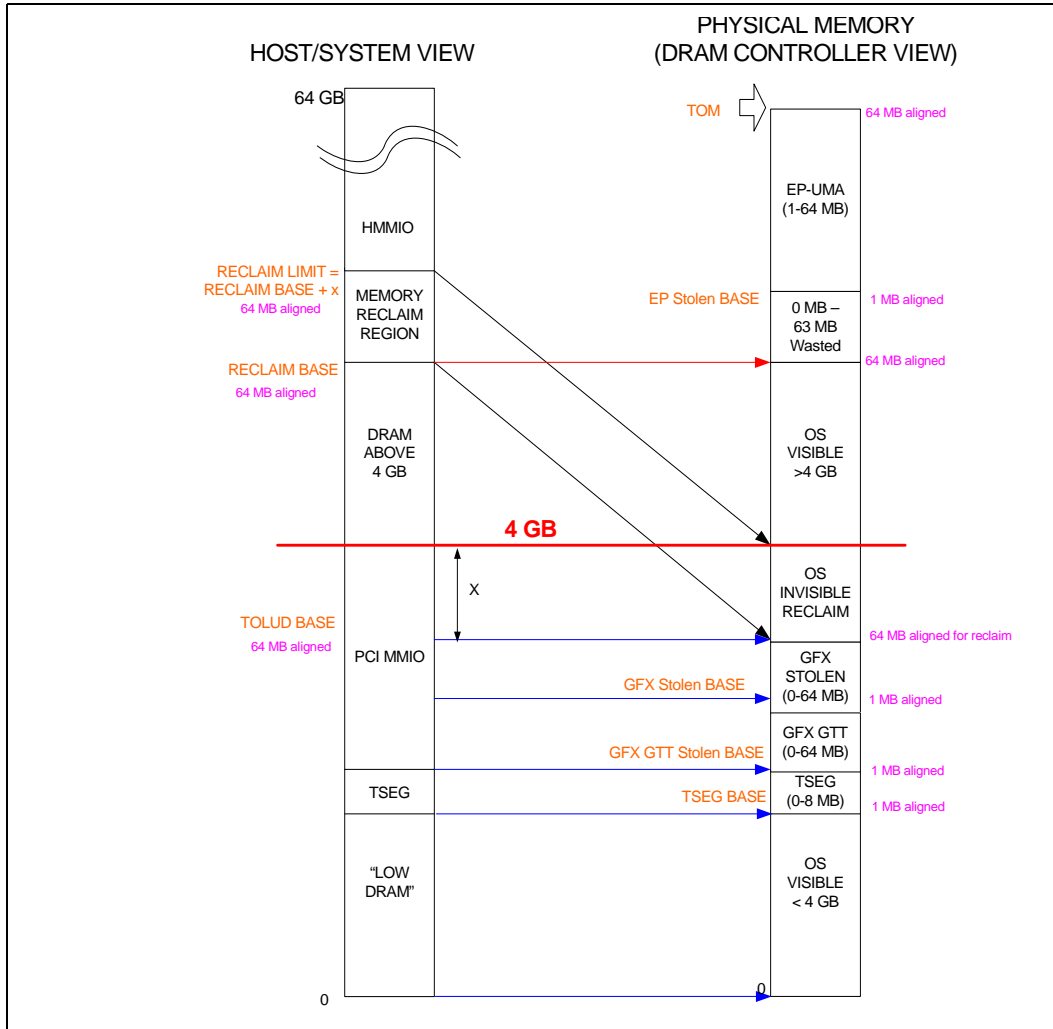 PHYSICAL MEMORY
HOST/SYSTEM VIEW
(DRAM CONTROLLER VIEW)
64 GB
TOM
64 MB aligned
EP-UMA
(1-64 MB)
HMMIO
RECLAIM LIMIT =
RECLAIM BASE + x
64 MB aligned
MEMORY
RECLAIM
REGION
EP Stolen BASE
1 MB aligned
0 MB –
63 MB
Wasted
RECLAIM BASE
64 MB aligned
64 MB aligned
DRAM
ABOVE
4 GB
OS
VISIBLE
>4 GB
4 GB
X
OS
INVISIBLE
RECLAIM
TOLUD BASE
64 MB aligned
PCI MMIO
64 MB aligned for reclaim
GFX
STOLEN
(0-64 MB)
GFX Stolen BASE
1 MB aligned
GFX GTT
(0-64 MB)
GFX GTT Stolen BASE
1 MB aligned
TSEG
TSEG
(0-8 MB)
TSEG BASE
1 MB aligned
“LOW
DRAM”
OS
VISIBLE
< 4 GB
0
0